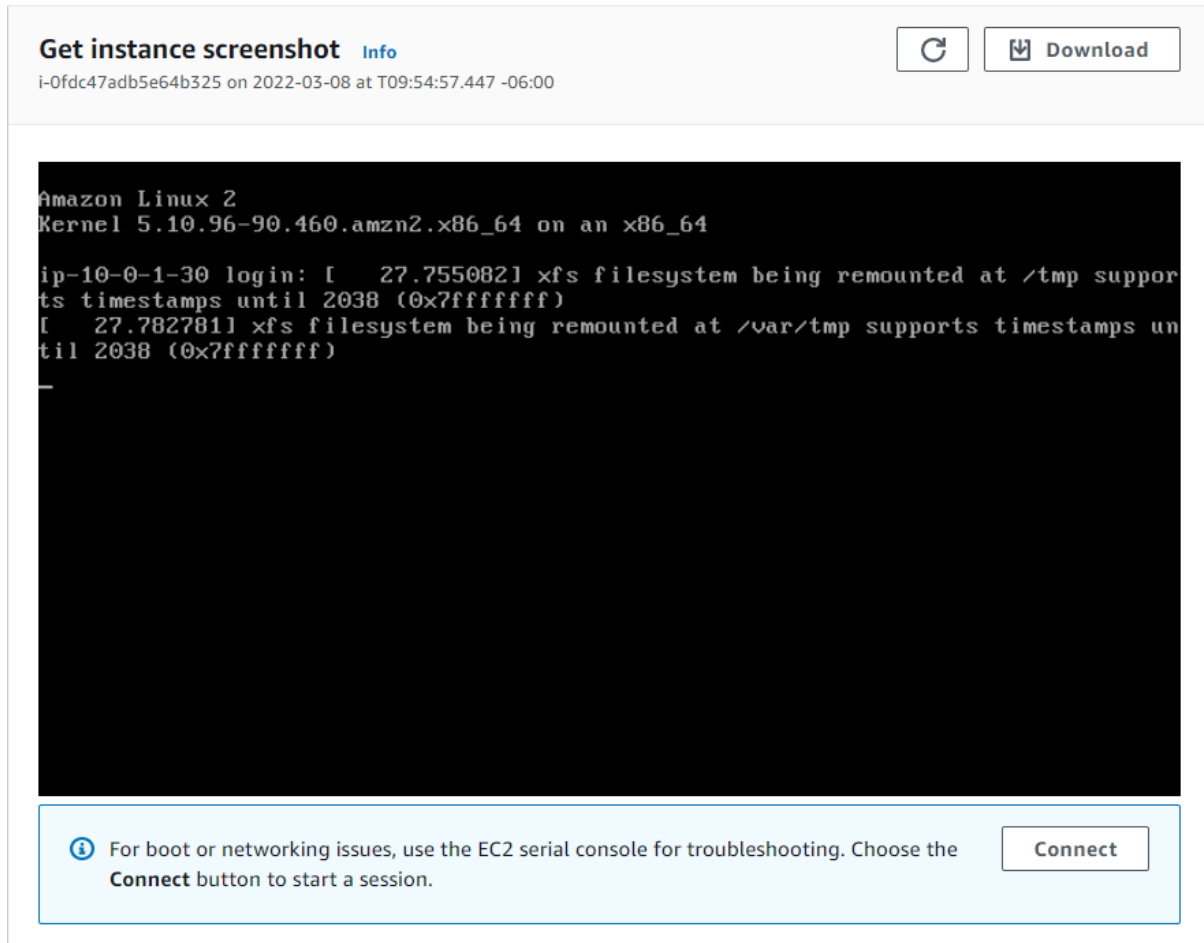 Get instance screenshot Info
Download
i-0fdc47adb5e64b325 on 2022-03-08 at T09:54:57.447 -06:00
Amazon Linux 2
Kernel 5.10.96-90.460.amzn2.x86_64 on an x86_64
ip-10-0-1-30 login: [   27.755082] xfs filesystem being remounted at /tmp suppor
ts timestamps until 2038 (0x7fffffff)
[   27.782781] xfs filesystem being remounted at /var/tmp supports timestamps un
til 2038 (0x7fffffff)
For boot or networking issues, use the EC2 serial console for troubleshooting. Choose the
Connect button to start a session.
Connect